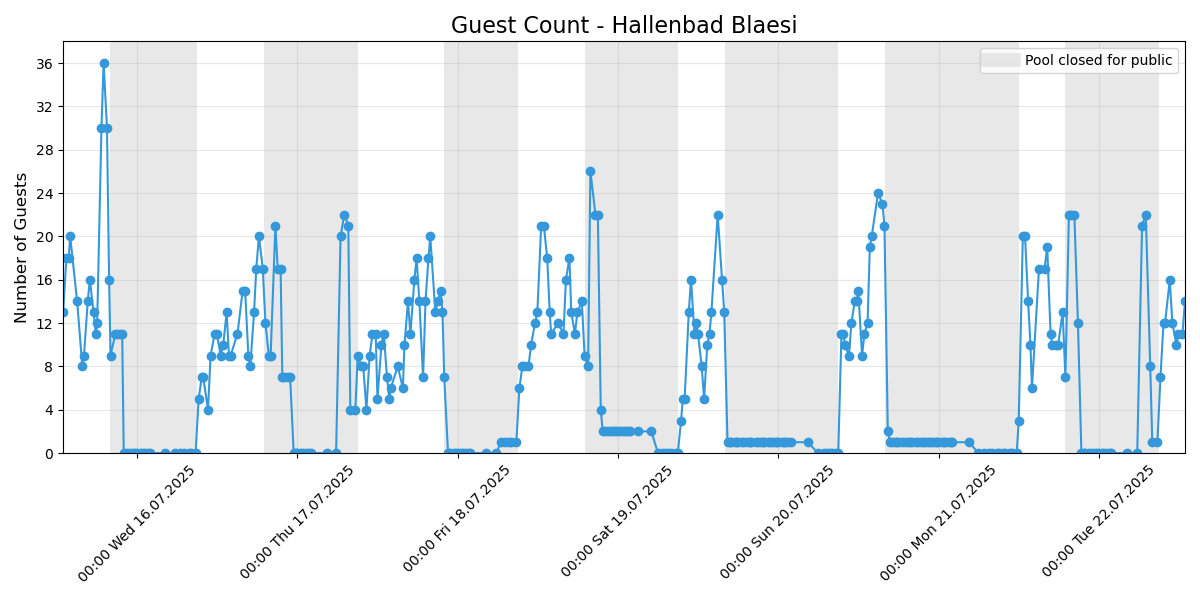 Guest Count - Hallenbad Blaesi
Pool closed for public
Number of Guests
36
32
28
24
20
16
12
8
4
0
00:00 Wed 16.07.2025
00:00 Thu 17.07.2025
00:00 Fri 18.07.2025
00:00 Sat 19.07.2025
00:00 Sun 20.07.2025
00:00 Mon 21.07.2025
00:00 Tue 22.07.2025